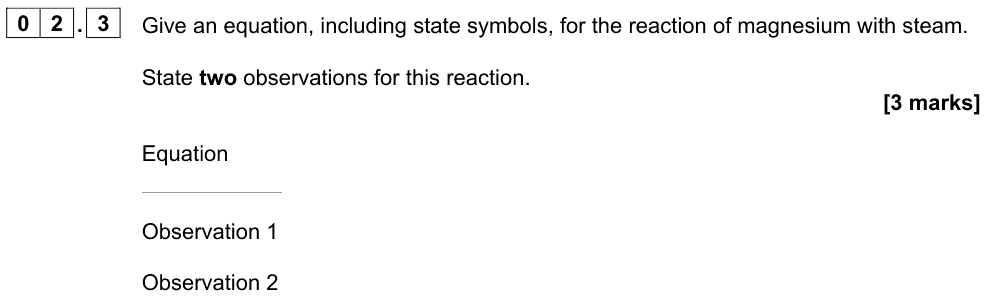 0 2 . 3 Give an equation, including state symbols, for the reaction of magnesium with steam.
State two observations for this reaction.
[3 marks]
Equation
Observation 1
Observation 2